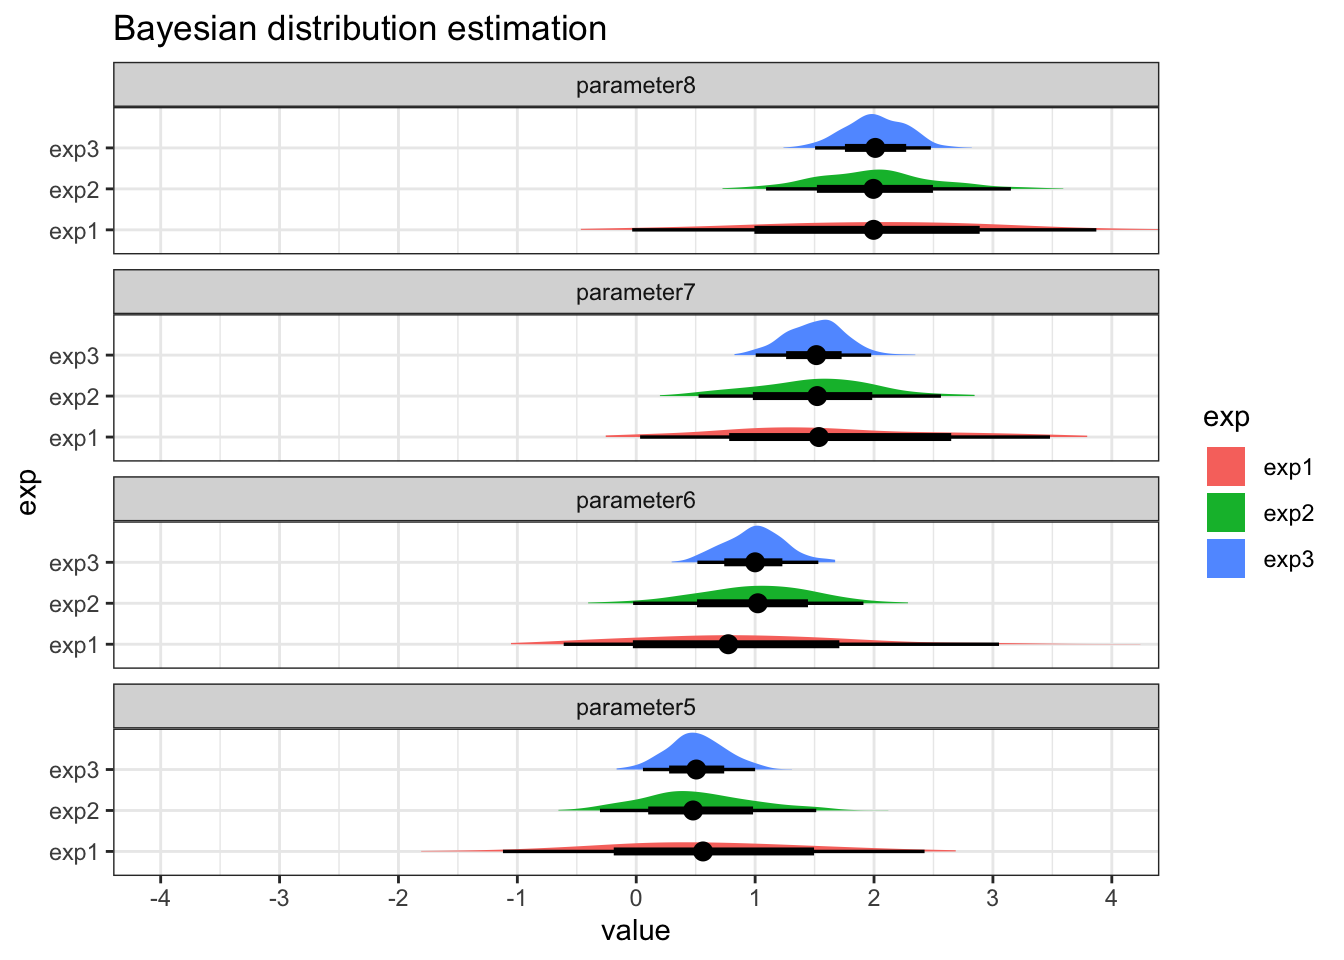 Bayesian distribution estimation
parameter8
exp3
exp2
exp1
parameter7
exp3
exp2
exp1
parameter6
exp3
exp2
exp1
parameter5
exp3
exp2
exp1
-4 -3 -2 -1 0 1 2 3 4
value
exp
exp
exp1
exp2
exp3